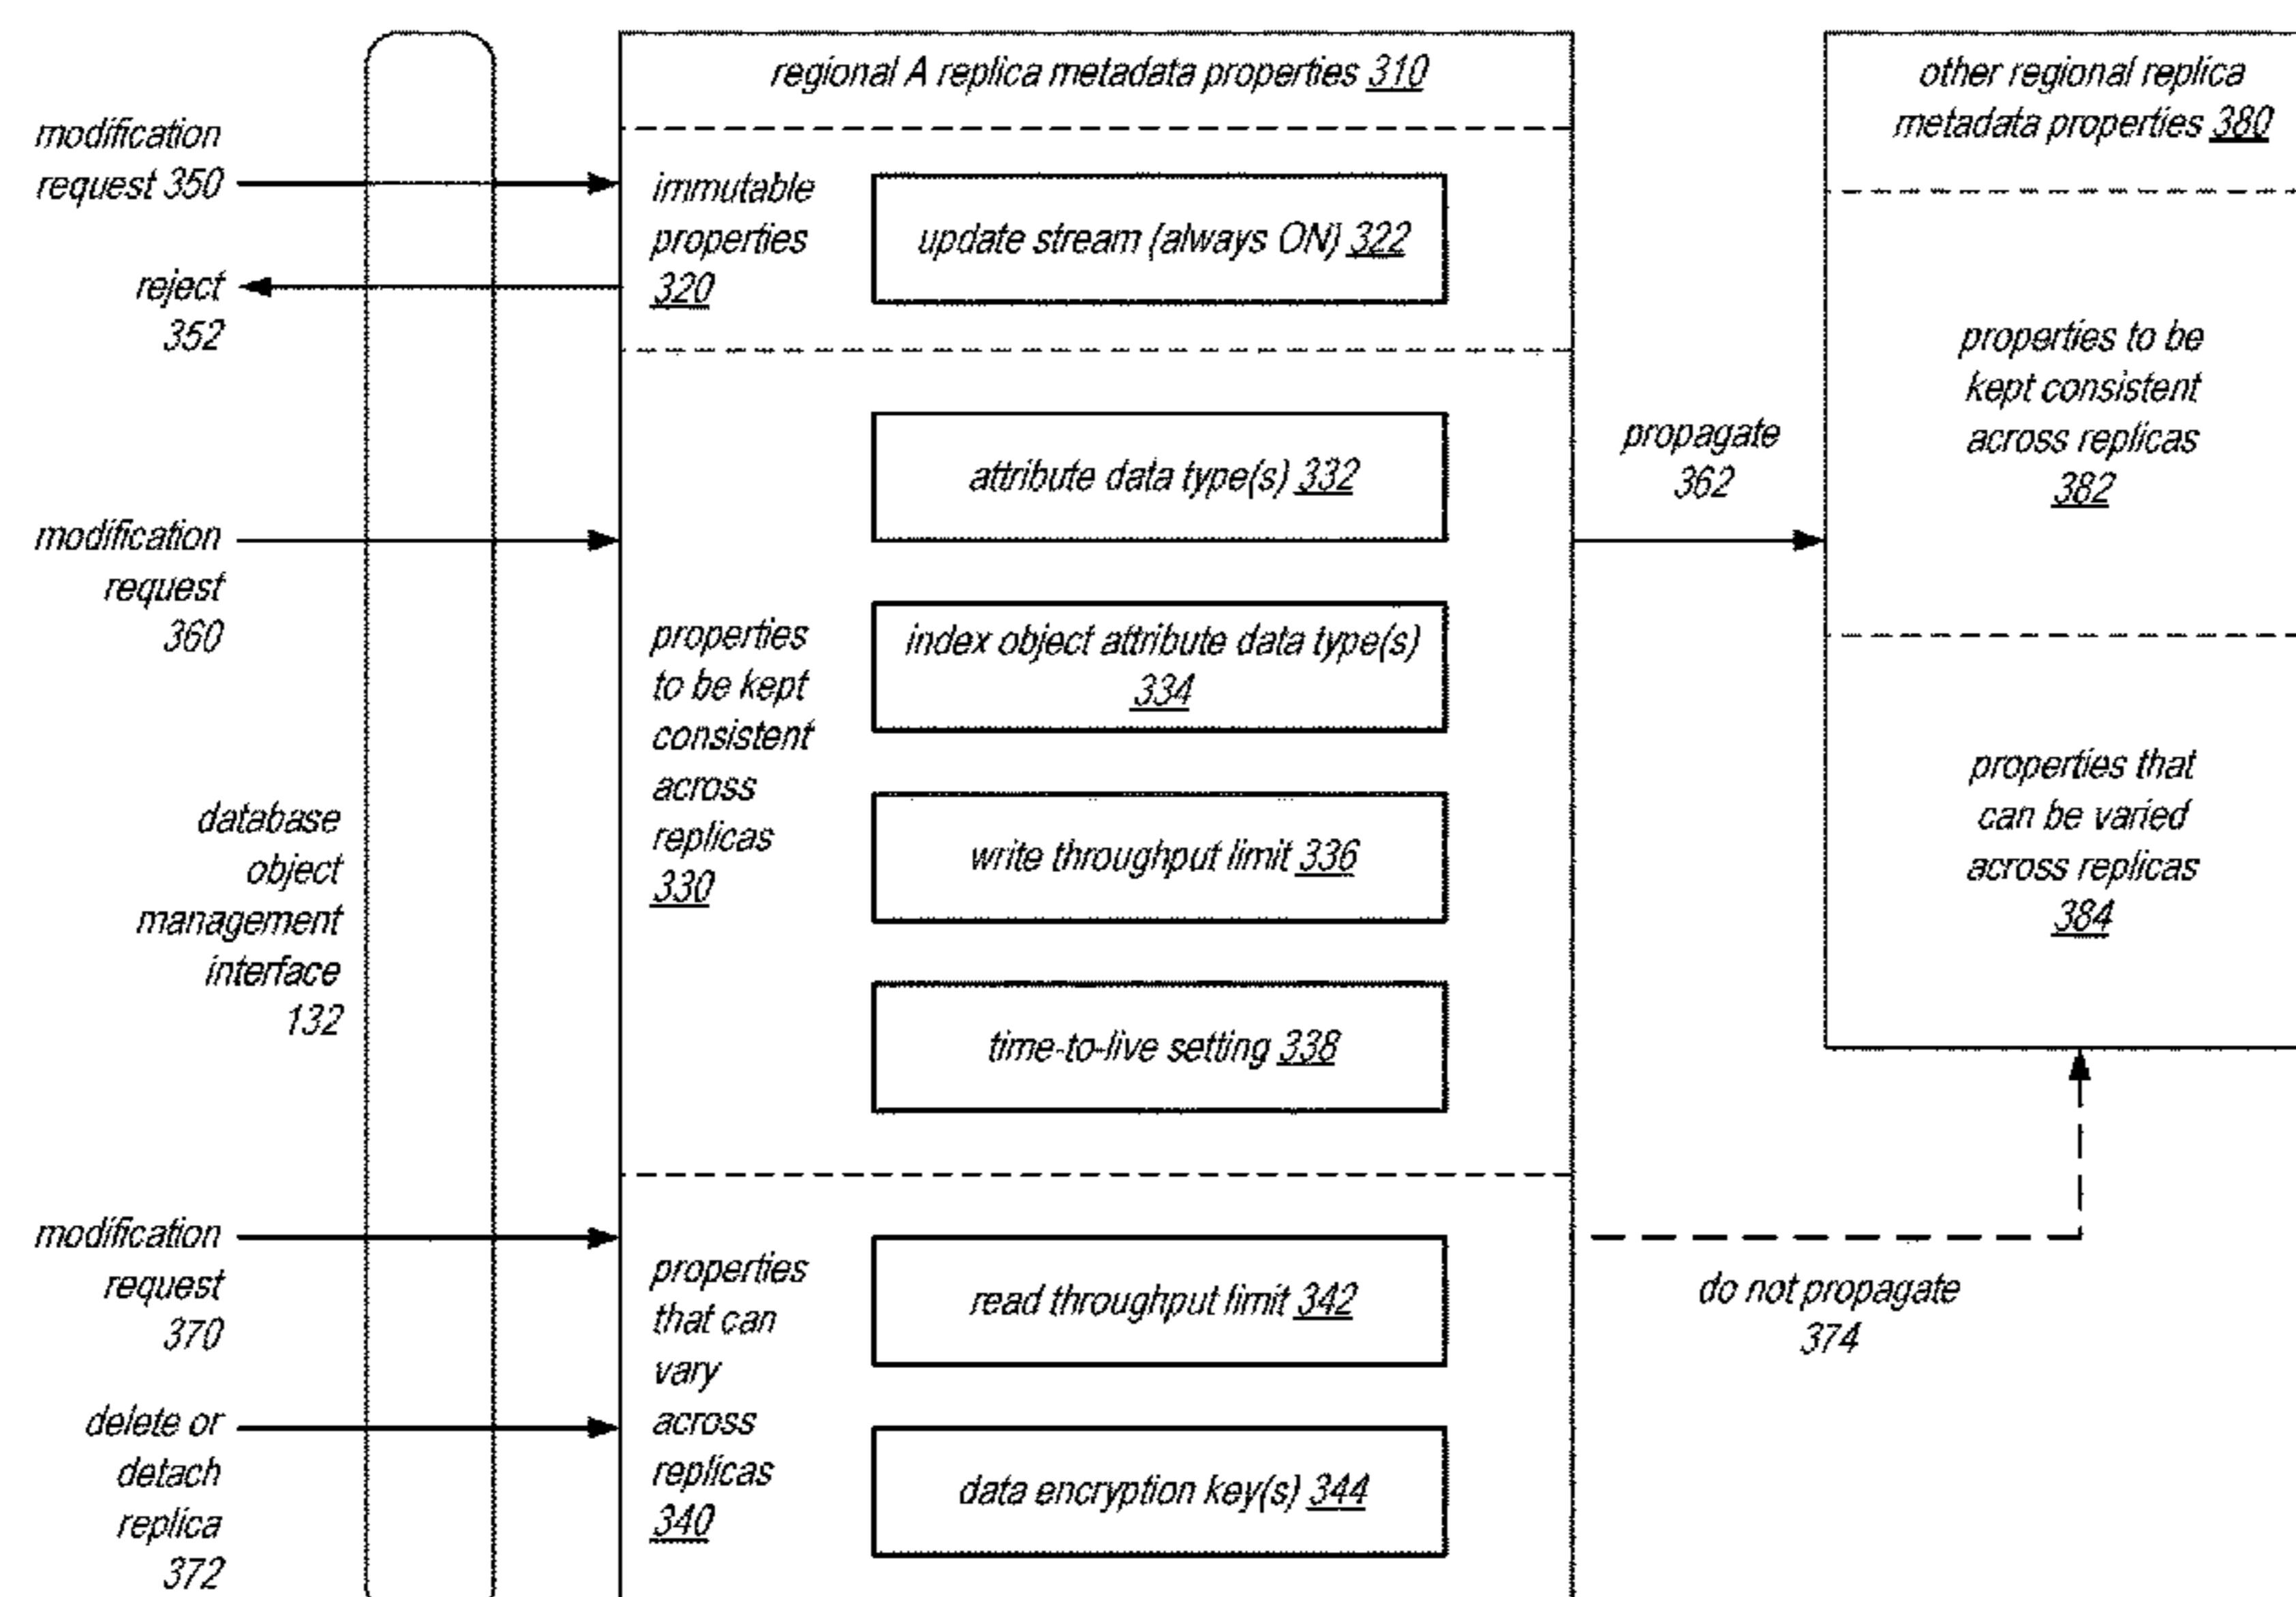 regional A replica metadata properties 310
other regional replica
metadata properties 380
modification
request 350
reject
352
immutable
properties
320
update stream (always ON) 322
modification
request
360
properties
to be kept
consistent
across
replicas
330
attribute data type(s) 332
index object attribute data type(s)
334
write throughput limit 336
time-to-live setting 338
propagate
362
properties to be
kept consistent
across replicas
382
properties that
can be varied
across replicas
384
database
object
management
interface
132
modification
request
370
delete or
detach
replica
372
properties
that can
vary
across
replicas
340
read throughput limit 342
data encryption key(s) 344
do not propagate
374